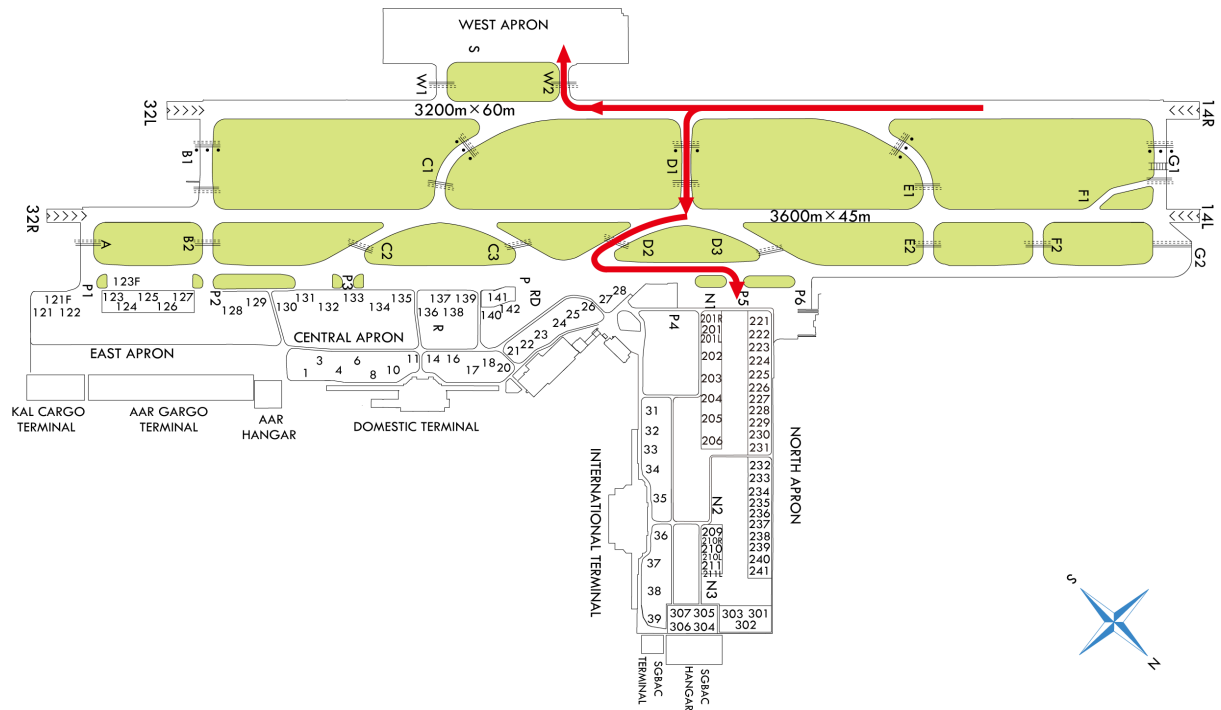 WEST APRON
S
W1
W2
32L
3200m×60m
14R
B1
C1
D1
E1
F1
G1
32R
3600m×45m
14L
A
B2
C2
C3
D2
D3
E2
F2
G2
P1
123F
P2
P3
P
RD
N1
P5
P6
121F
121 122
123 125 127
124 126
128 129
130 131 132 133 134 135
136 137 138 139
R
140 141 142
P4
EAST APRON
CENTRAL APRON
1 3 4 6 8 10 11
14 16 17 18 20
21 22 23 24 25 26 27 28
KAL CARGO
TERMINAL
AAR GARGO
TERMINAL
AAR
HANGAR
DOMESTIC TERMINAL
INTERNATIONAL TERMINAL
31
32
33
34
35
36
37
38
39
201R
201
201L
202
203
204
205
206
N2
209
210R
210
210L
211
211L
N3
221
222
223
224
225
226
227
228
229
230
231
232
233
234
235
236
237
238
239
240
241
NORTH APRON
307 305
306 304
303 301
302
SGBAC
TERMINAL
SGBAC
HANGAR
S
N